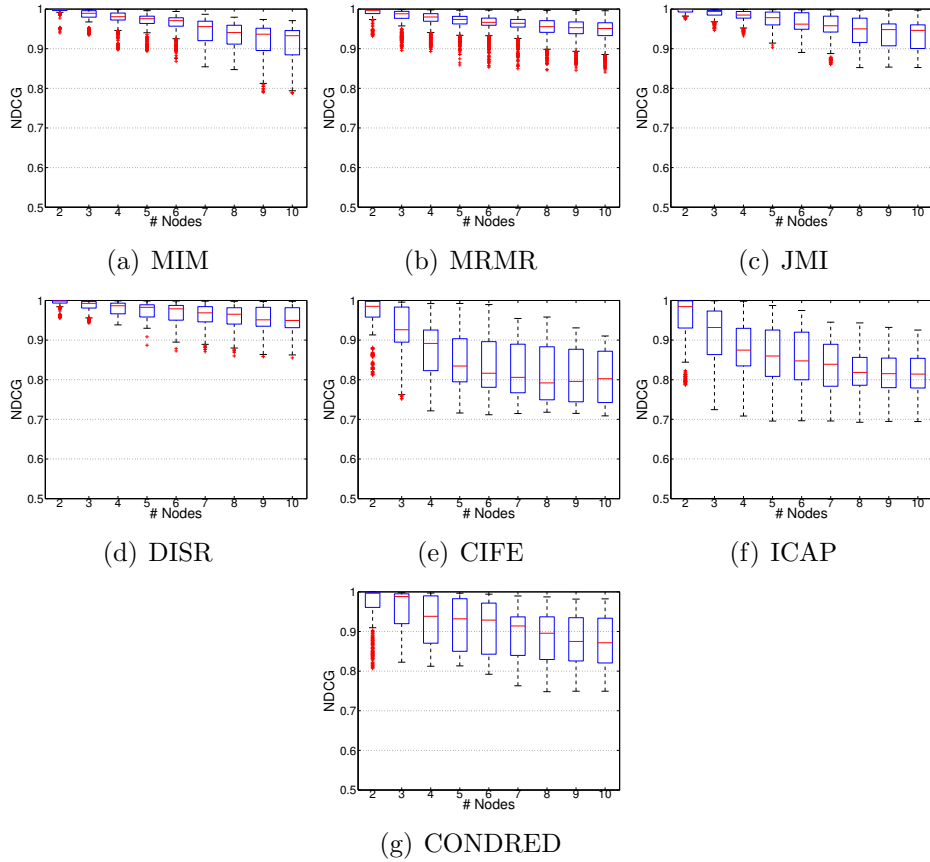 1
0.9
0.8
0.7
0.6
0.5
NDCG
2 3 4 5 6 7 8 9 10
# Nodes
(a) MIM
1
0.9
0.8
0.7
0.6
0.5
NDCG
2 3 4 5 6 7 8 9 10
# Nodes
(b) MRMR
1
0.9
0.8
0.7
0.6
0.5
NDCG
2 3 4 5 6 7 8 9 10
# Nodes
(c) JMI
1
0.9
0.8
0.7
0.6
0.5
NDCG
2 3 4 5 6 7 8 9 10
# Nodes
(d) DISR
1
0.9
0.8
0.7
0.6
0.5
NDCG
2 3 4 5 6 7 8 9 10
# Nodes
(e) CIFE
1
0.9
0.8
0.7
0.6
0.5
NDCG
2 3 4 5 6 7 8 9 10
# Nodes
(f) ICAP
1
0.9
0.8
0.7
0.6
0.5
NDCG
2 3 4 5 6 7 8 9 10
# Nodes
(g) CONDRED